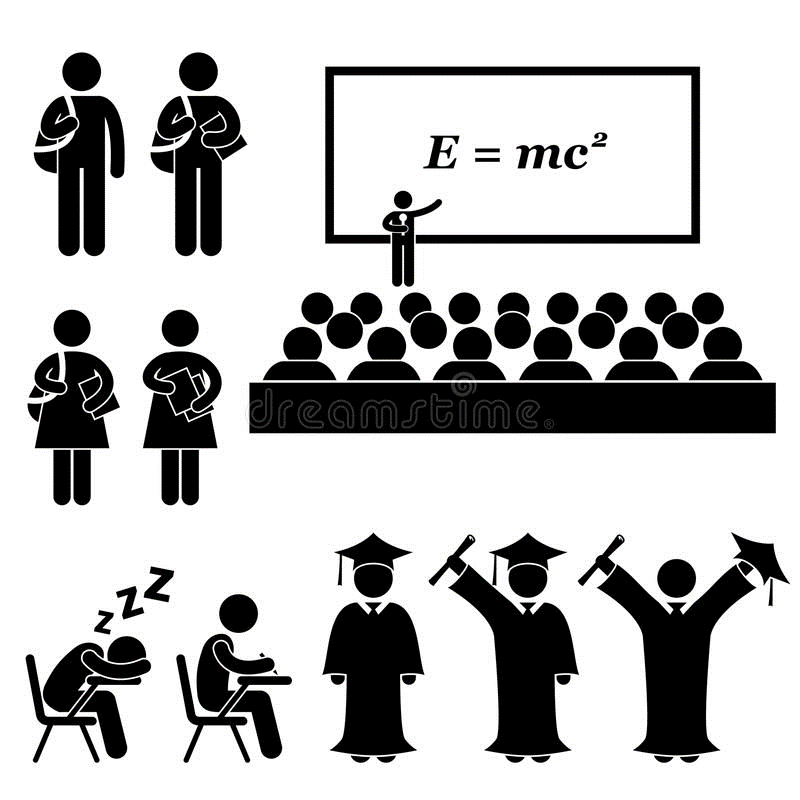 E = mc²
dreamstime
z z z